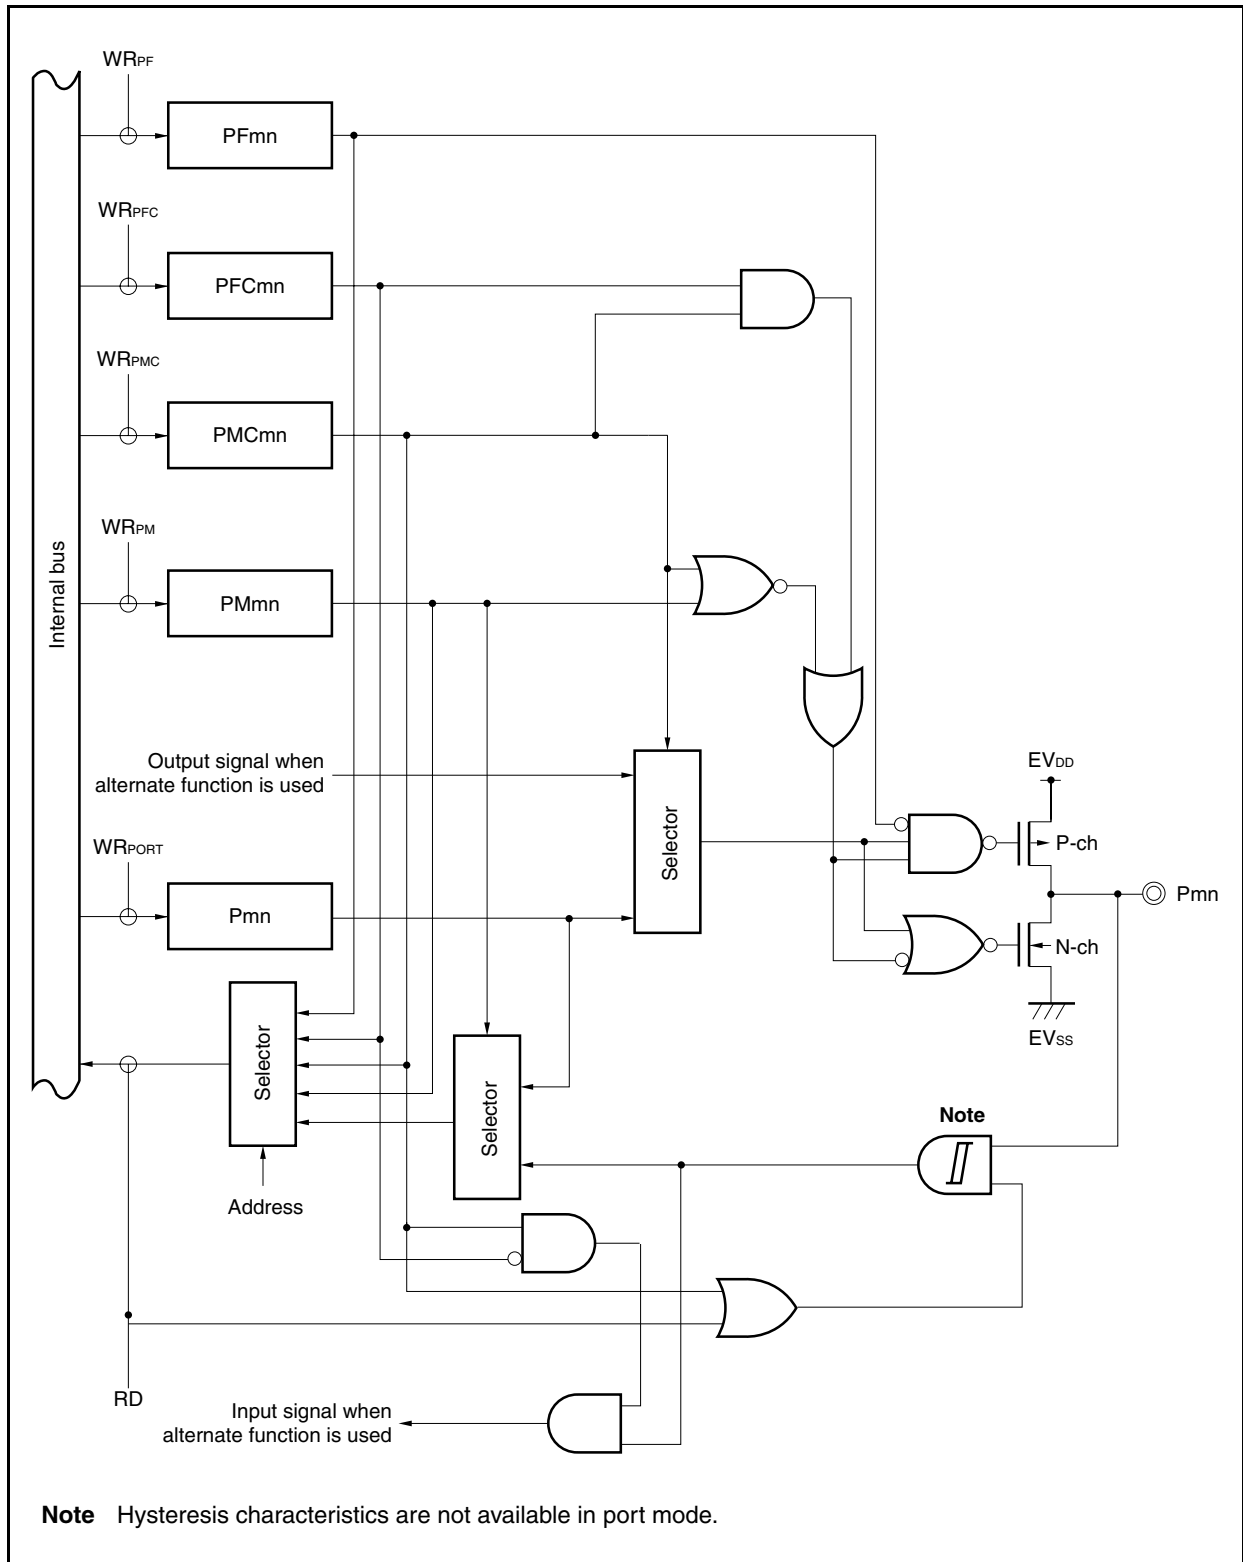 WRPF
PFmn
WRPFC
PFCmn
WRPMC
PMCmn
WRPM
PMmn
Internal bus
Output signal when
alternate function is used
Selector
EVDD
P-ch
WRPORT
Pmn
Pmn
N-ch
EVSS
Selector
Selector
Note
Address
RD
Input signal when
alternate function is used
Note Hysteresis characteristics are not available in port mode.